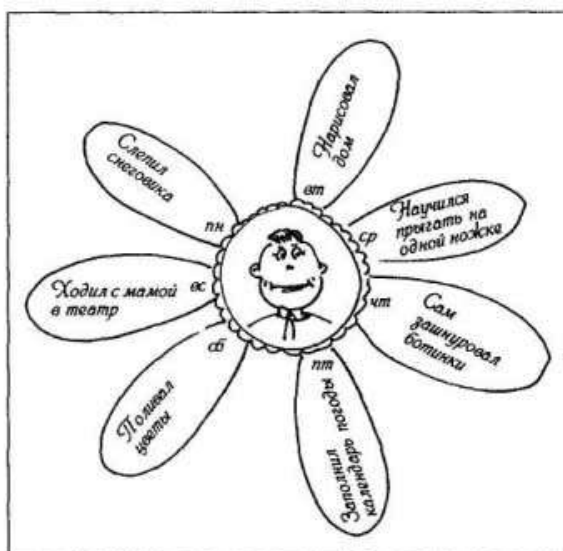 пн
Слепил
снеговика
вт
Нарисовал
дом
ср
Научился
прыгать на
одной ножке
чт
Сам
зашнуровал
ботинки
пт
Заполнил
календарь погоды
сб
Поливал
цветы
вс
Ходил с мамой
в театр